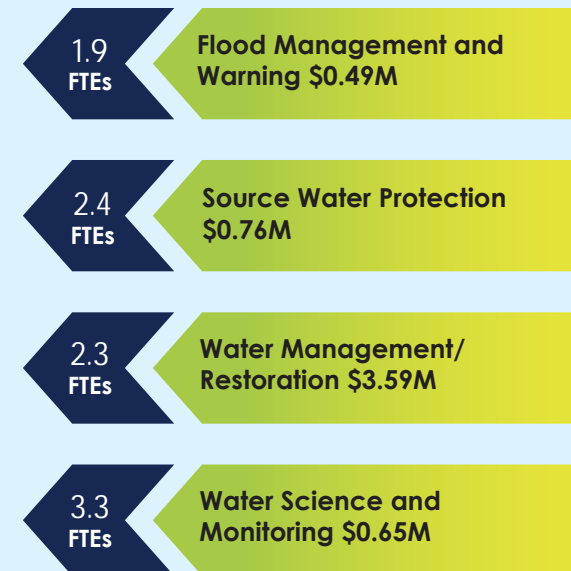 1.9
FTEs
Flood Management and
Warning $0.49M
2.4
FTEs
Source Water Protection
$0.76M
2.3
FTEs
Water Management/
Restoration $3.59M
3.3
FTEs
Water Science and
Monitoring $0.65M